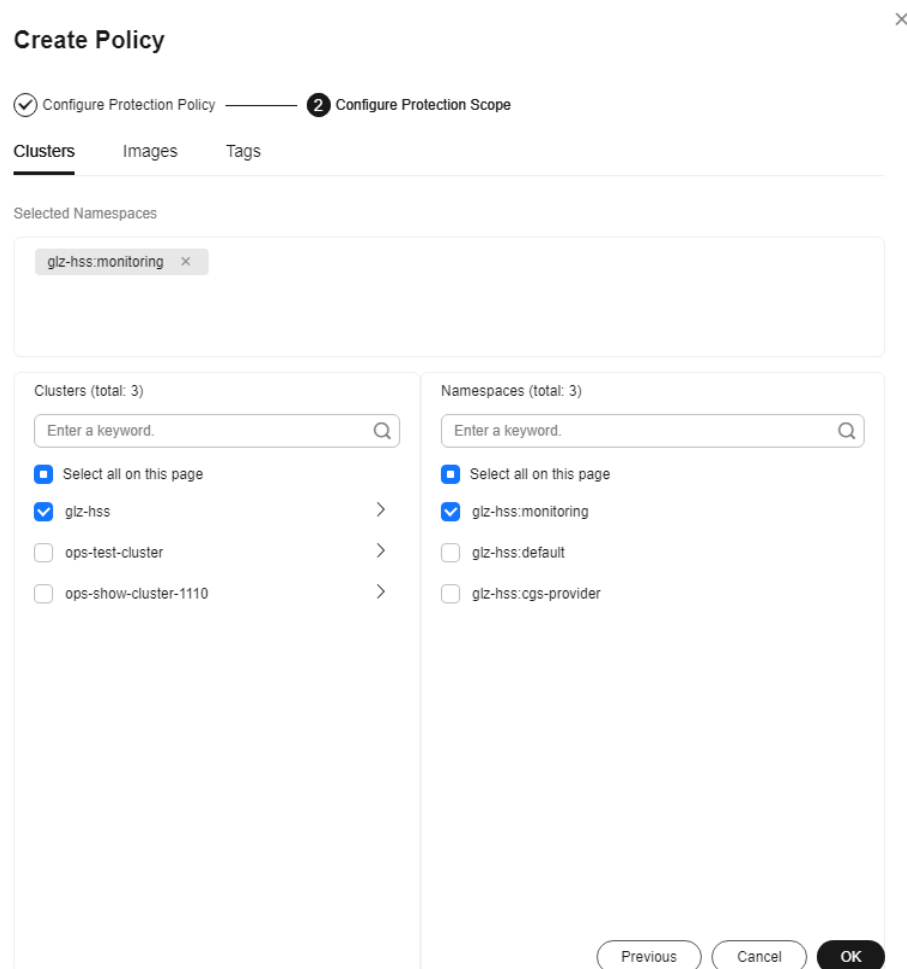 Create Policy
Configure Protection Policy 2 Configure Protection Scope
Clusters Images Tags
Selected Namespaces
glz-hss:monitoring ×
Clusters (total: 3) Namespaces (total: 3)
Enter a keyword. Enter a keyword.
Select all on this page Select all on this page
glz-hss glz-hss:monitoring
ops-test-cluster glz-hss:default
ops-show-cluster-1110 glz-hss:cgs-provider
Previous Cancel OK